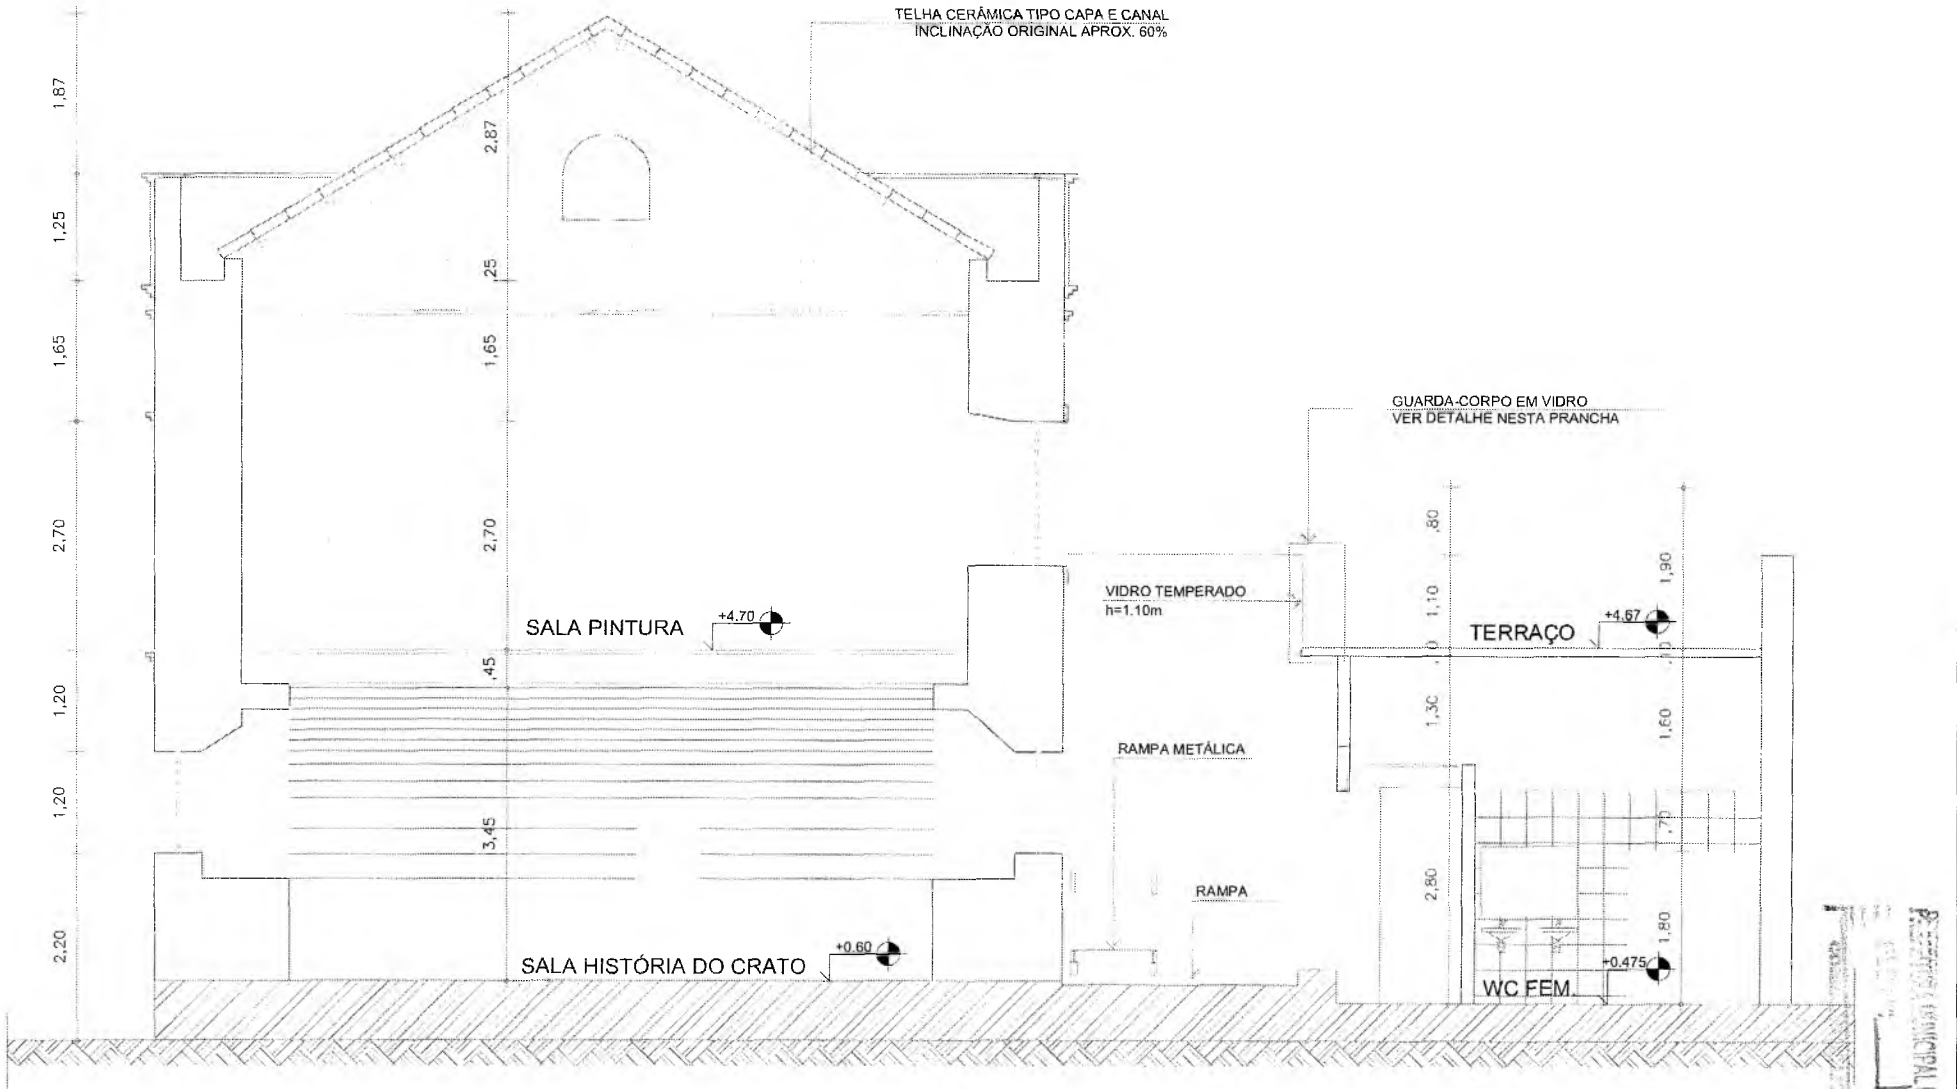 TELHA CERÂMICA TIPO CAPA E CANAL
INCLINAÇÃO ORIGINAL APROX. 60%
1,87
1,25
1,65
2,70
1,20
1,20
2,20
2,87
,25
1,65
2,70
,45
3,45
SALA PINTURA
+4.70
SALA HISTÓRIA DO CRATO
+0.60
GUARDA-CORPO EM VIDRO
VER DETALHE NESTA PRANCHA
VIDRO TEMPERADO
h=1.10m
RAMPA METÁLICA
RAMPA
,80
1,10
,10
1,30
2,80
1,90
,10
1,60
,70
1,80
TERRAÇO
+4.67
+0.475
WC FEM.